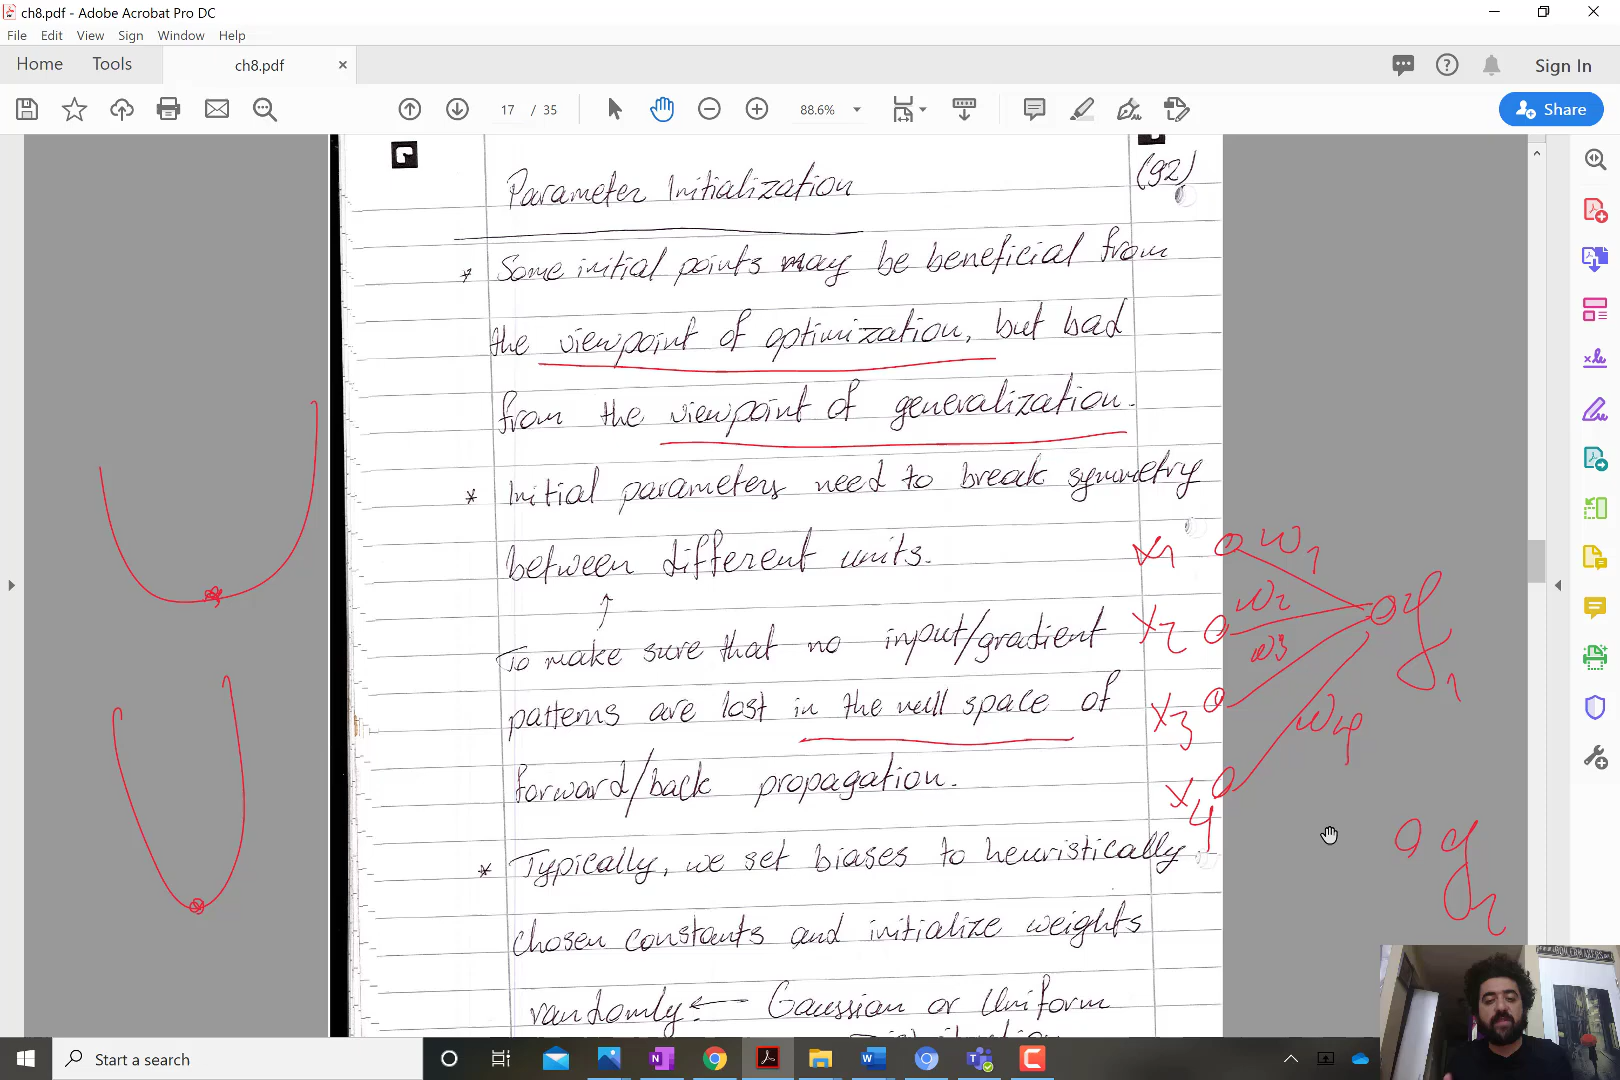 ch8.pdf - Adobe Acrobat Pro DC
File Edit View Sign Window Help
Home Tools ch8.pdf Sign In
17 / 35 88.6% Share
Parameter Initialization (92)
* Some initial points may be beneficial from
the viewpoint of optimization, but bad
from the viewpoint of generalization.
* Initial parameters need to break symmetry
between different units.
To make sure that no input/gradient
patterns are lost in the null space of
forward/back propagation.
* Typically, we set biases to heuristically
chosen constants and initialize weights
randomly. ← Gaussian or Uniform
x1 w1
x2 w2 y1
w3
x3 w4
x4
y2
Start a search